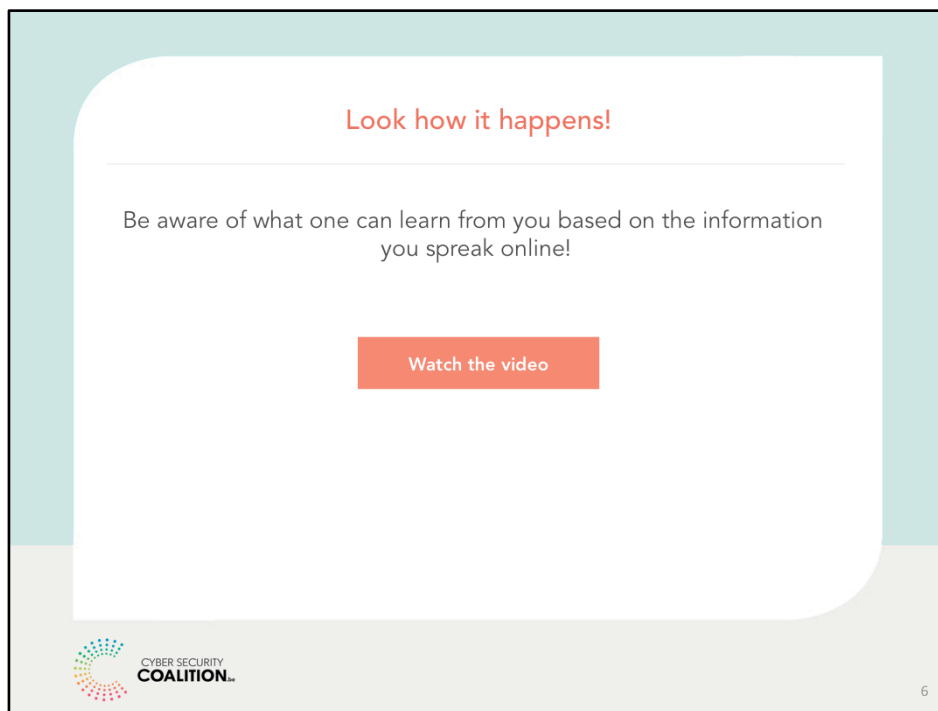 Look how it happens!
Be aware of what one can learn from you based on the information
you spreak online!
Watch the video
CYBER SECURITY
COALITION.be
6